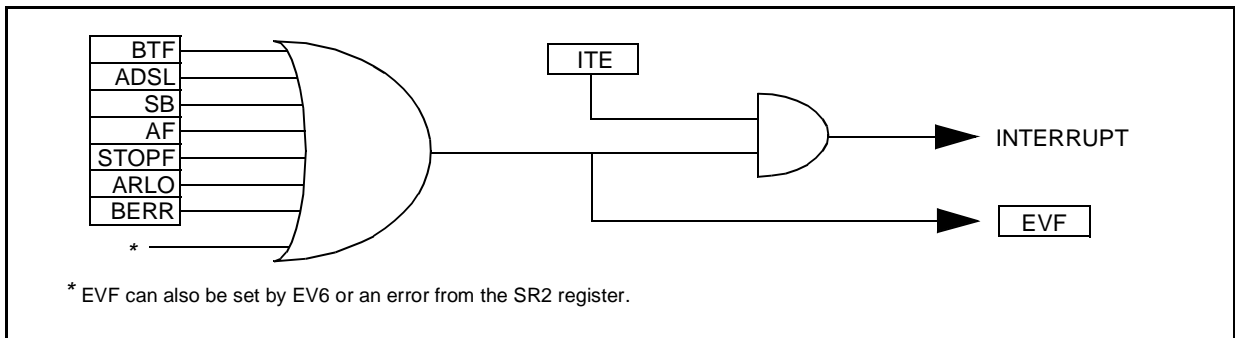 BTF
ADSL
SB
AF
STOPF
ARLO
BERR
*
ITE
INTERRUPT
EVF
* EVF can also be set by EV6 or an error from the SR2 register.